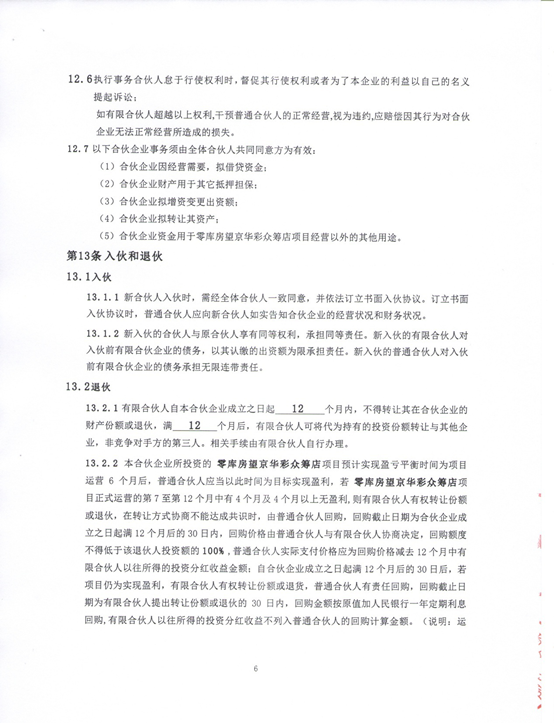 12.6执行事务合伙人怠于行使权利时，督促其行使权利或者为了本企业的利益以自己的名义
提起诉讼；
如有限合伙人超越以上权利，干预普通合伙人的正常经营，视为违约，应赔偿因其行为对合伙
企业无法正常经营所造成的损失。
12.7 以下合伙企业事务须由全体合伙人共同同意方为有效：
（1）合伙企业因经营需要，拟借贷资金；
（2）合伙企业财产用于其它抵押担保；
（3）合伙企业拟增资变更出资额；
（4）合伙企业拟转让其资产；
（5）合伙企业资金用于零库房望京华彩众筹店项目经营以外的其他用途。
第13条 入伙和退伙
13.1入伙
13.1.1 新合伙人入伙时，需经全体合伙人一致同意，并依法订立书面入伙协议。订立书面
入伙协议时，普通合伙人应向新合伙人如实告知合伙企业的经营状况和财务状况。
13.1.2 新入伙的合伙人与原合伙人享有同等权利，承担同等责任。新入伙的有限合伙人对
入伙前有限合伙企业的债务，以其认缴的出资额为限承担责任。新入伙的普通合伙人对入伙
前有限合伙企业的债务承担无限连带责任。
13.2退伙
13.2.1 有限合伙人自本合伙企业成立之日起 12 个月内，不得转让其在合伙企业的
财产份额或退伙，满 12 个月后，有限合伙人可将代为持有的投资份额转让与其他企
业，非竞争对手方的第三人。相关手续由有限合伙人自行办理。
13.2.2 本合伙企业所投资的 零库房望京华彩众筹店项目预计实现盈亏平衡时间为项目
运营 6 个月后，普通合伙人应当以此时间为目标实现盈利，若 零库房望京华彩众筹店项
目正式运营的第 7 至第 12 个月中有 4 个月及 4 个月以上无盈利，则有限合伙人有权转让份额
或退伙，在转让方式协商不能达成共识时，由普通合伙人回购，回购截止日期为合伙企业成
立之日起满 12 个月后的 30 日内，回购价格由普通合伙人与有限合伙人协商决定，回购额度
不得低于该退伙人投资额的 100%，普通合伙人实际支付价格应为回购价格减去 12 个月中有
限合伙人以往所得的投资分红收益金额；自合伙企业成立之日起满 12 个月后的 30 日后，若
项目仍为实现盈利，有限合伙人有权转让份额或退货，普通合伙人有责任回购，回购截止日
期为有限合伙人提出转让份额或退伙的 30 日内，回购金额按原值加人民银行一年定期利息
回购，有限合伙人以往所得的投资分红收益不列入普通合伙人的回购计算金额。（说明：运
6